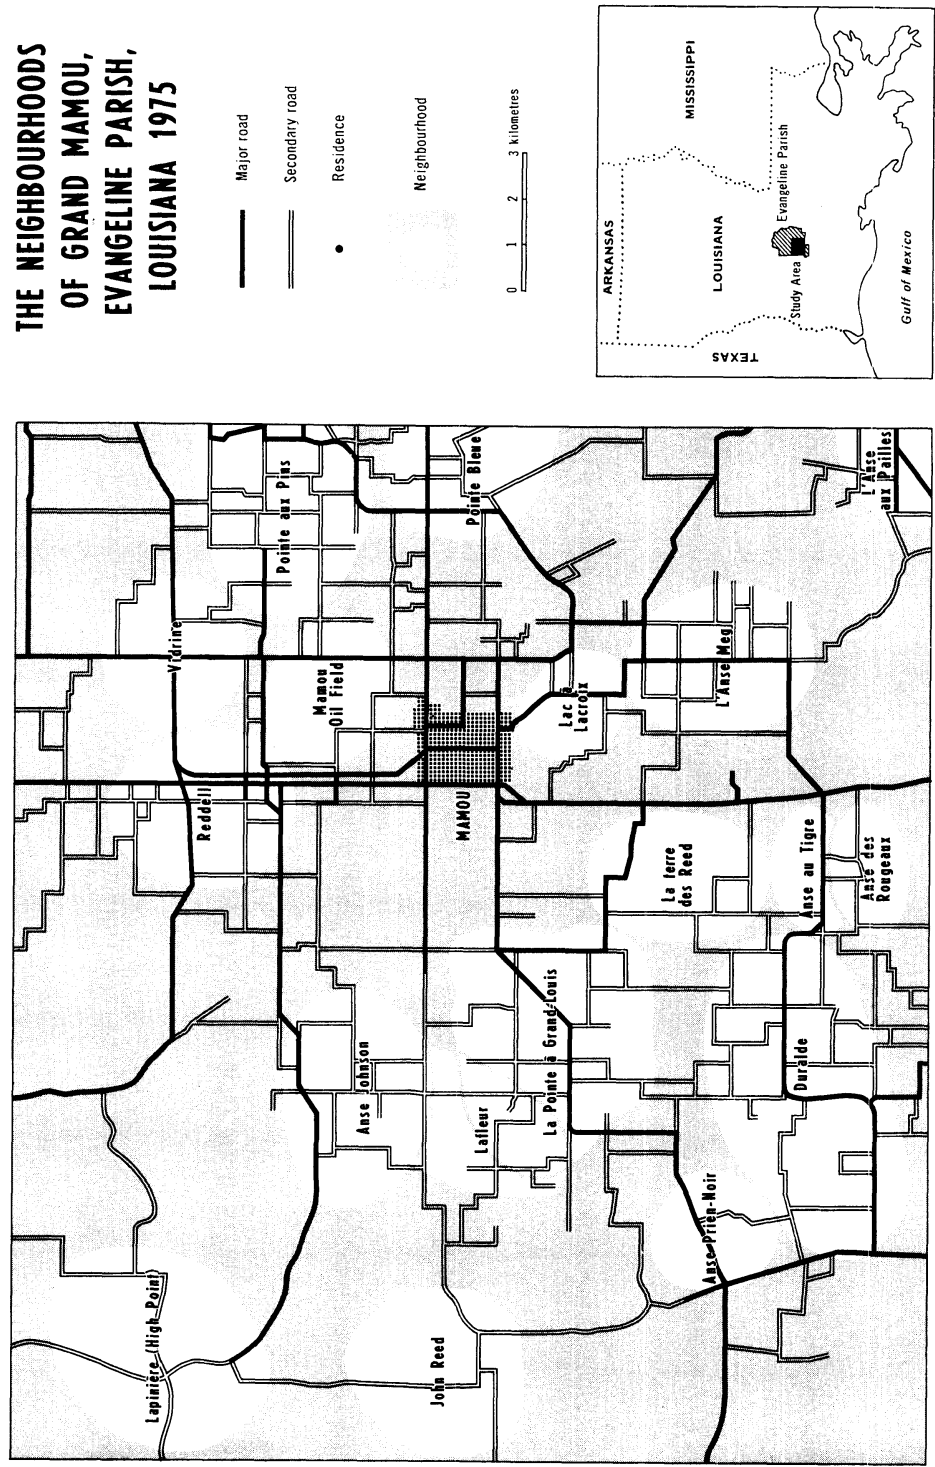 THE NEIGHBOURHOODS
OF GRAND MAMOU,
EVANGELINE PARISH,
LOUISIANA 1975
Major road
Secondary road
Residence
Neighbourhood
0 1 2 3 kilometres
ARKANSAS
MISSISSIPPI
LOUISIANA
TEXAS
Evangeline Parish
Study Area
Gulf of Mexico
Lapinière (High Point)
Reddell
Vidrine
Pointe aux Pins
Mamou
Oil Field
Anse Johnson
John Reed
Lafleur
MAMOU
Pointe Bleue
La Pointe à Grand-Louis
Lac à
Lacroix
La Terre
des Reed
Anse Prien-Noir
L'Anse Meg
Duralde
Anse au Tigre
Anse des
Rougeaux
L'Anse
aux Pailles